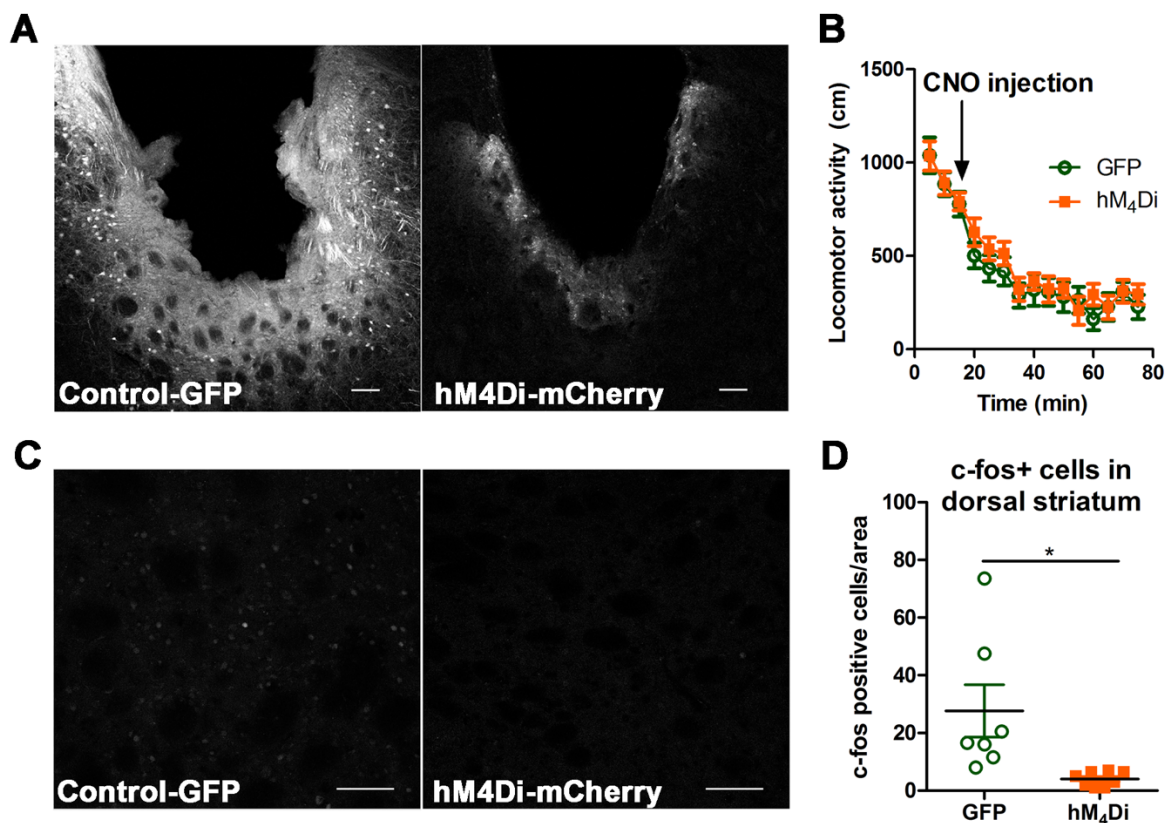 A
Control-GFP
hM4Di-mCherry
B
1500
1000
500
0
Locomotor activity (cm)
CNO injection
GFP
hM₄Di
0 20 40 60 80
Time (min)
C
Control-GFP
hM4Di-mCherry
D
c-fos+ cells in
dorsal striatum
100
80
60
40
20
0
c-fos positive cells/area
*
GFP hM₄Di